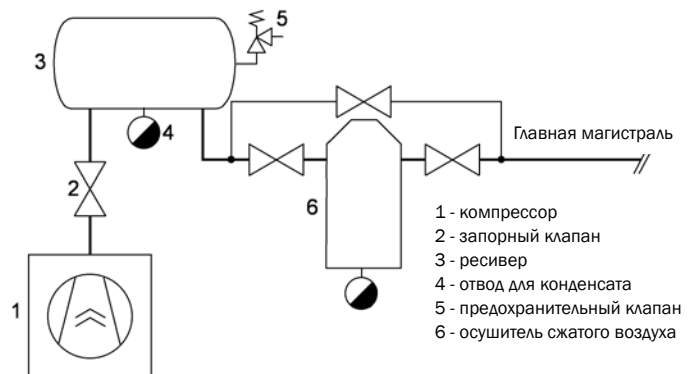 5
3
4
Главная магистраль
2
6
1
1 - компрессор
2 - запорный клапан
3 - ресивер
4 - отвод для конденсата
5 - предохранительный клапан
6 - осушитель сжатого воздуха